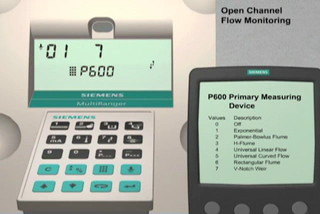 Open Channel
Flow Monitoring
01 7
P600
SIEMENS
MultiRanger
SIEMENS
SIEMENS
P600 Primary Measuring
Device
Values Description
0 Off
1 Exponential
2 Palmer-Bowlus Flume
3 H-Flume
4 Universal Linear Flow
5 Universal Curved Flow
6 Rectangular Flume
7 V-Notch Weir